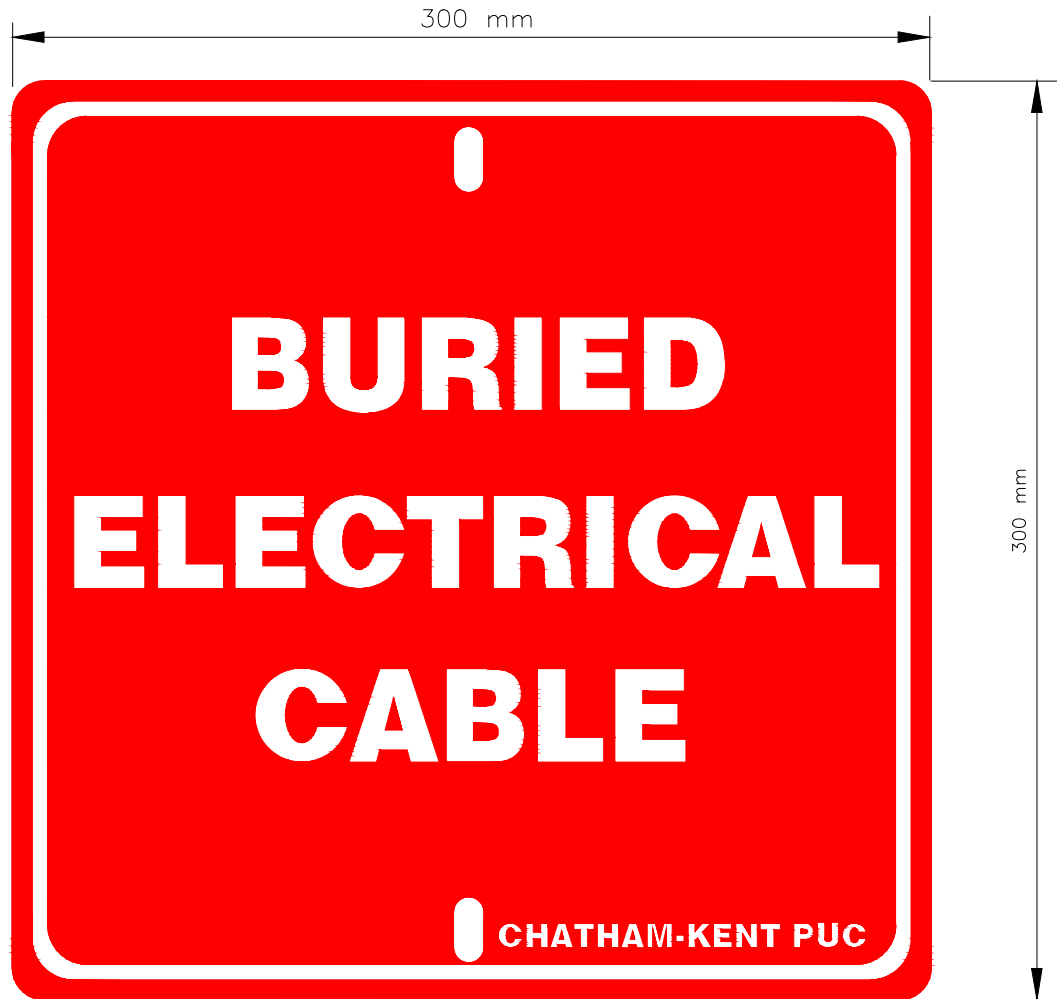 300 mm
BURIED
ELECTRICAL
CABLE
CHATHAM-KENT PUC
300 mm